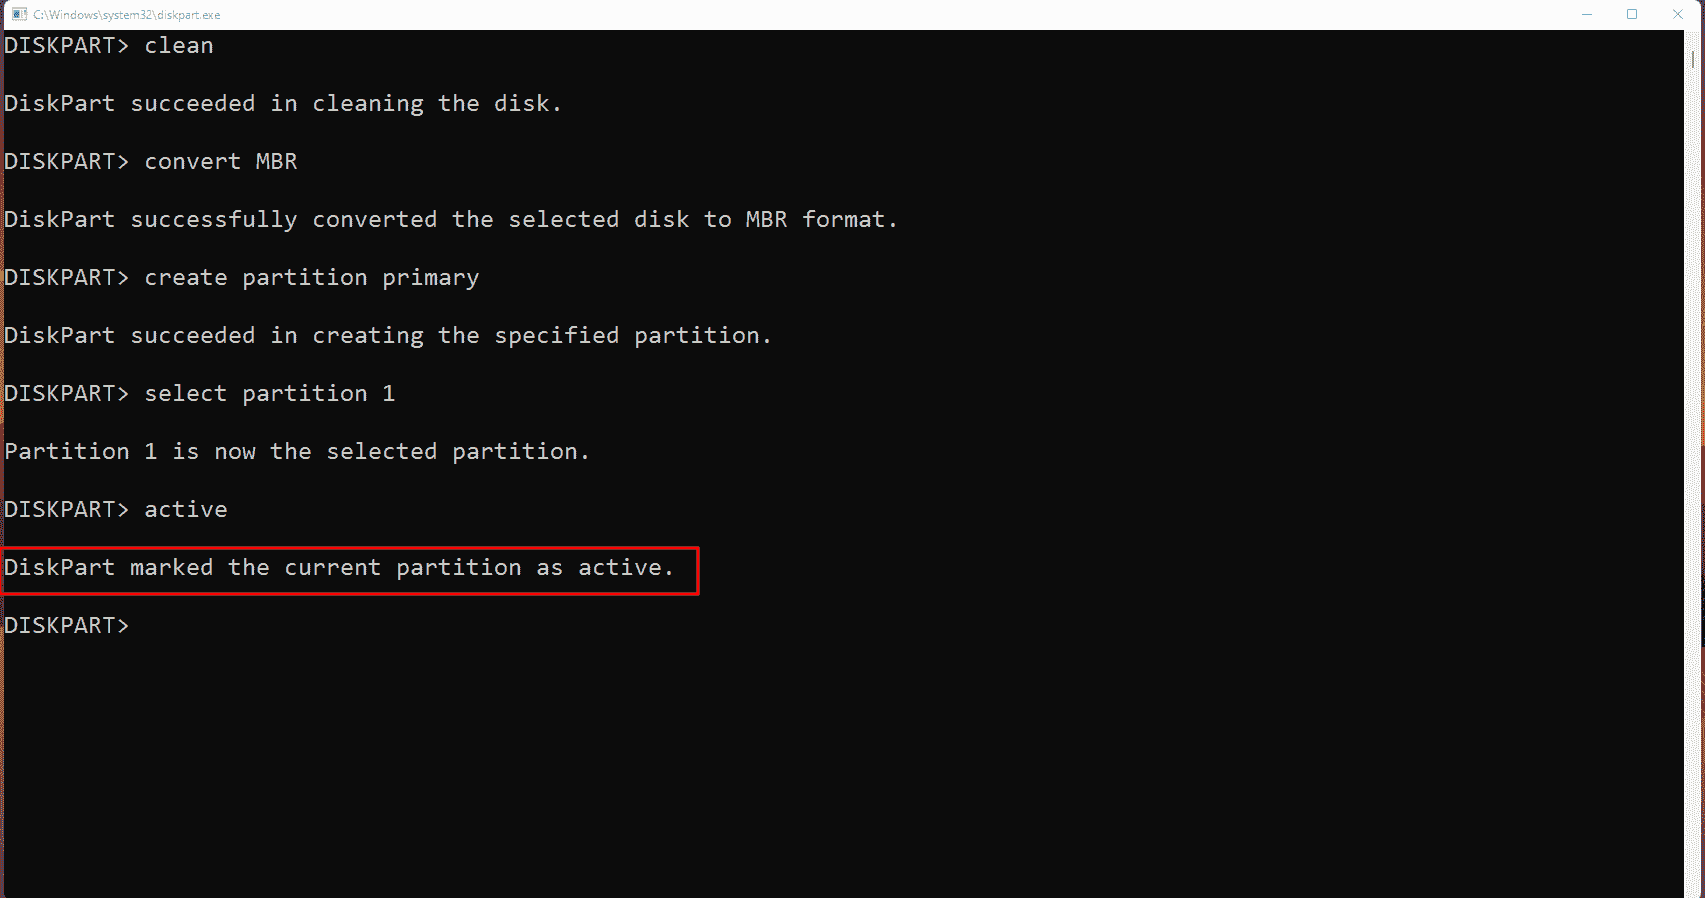 C:\Windows\system32\diskpart.exe
DISKPART> clean
DiskPart succeeded in cleaning the disk.
DISKPART> convert MBR
DiskPart successfully converted the selected disk to MBR format.
DISKPART> create partition primary
DiskPart succeeded in creating the specified partition.
DISKPART> select partition 1
Partition 1 is now the selected partition.
DISKPART> active
DiskPart marked the current partition as active.
DISKPART>